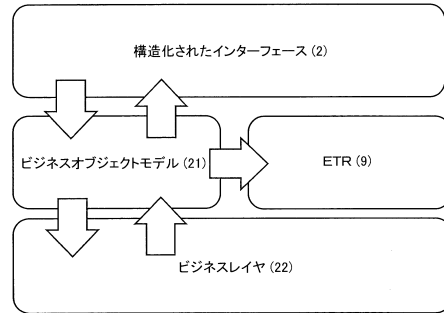 構造化されたインターフェース(2)
ビジネスオブジェクトモデル(21)
ETR(9)
ビジネスレイヤ(22)